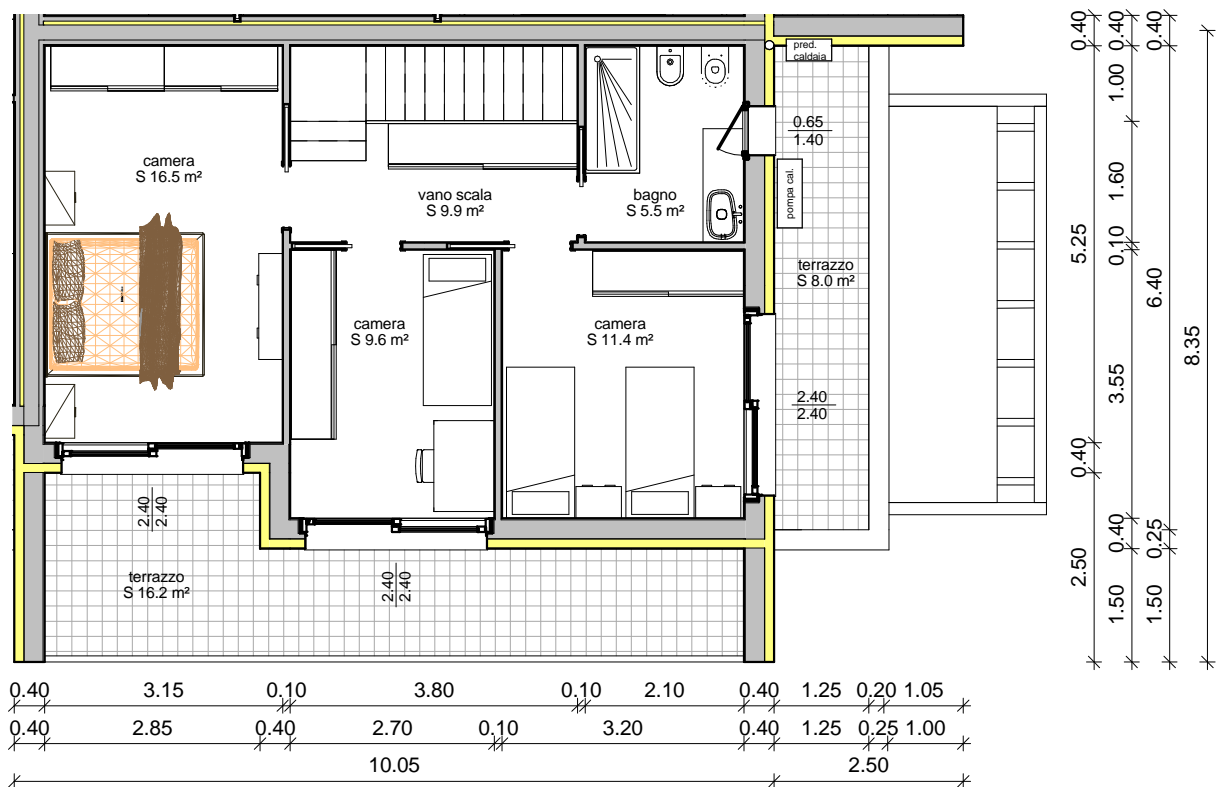 pred.
caldaia
0.65
1.40
camera
S 16.5 m²
vano scala
S 9.9 m²
bagno
S 5.5 m²
pompa cal.
terrazzo
S 8.0 m²
camera
S 9.6 m²
camera
S 11.4 m²
2.40
2.40
2.40
2.40
terrazzo
S 16.2 m²
2.40
2.40
0.40
5.25
0.40
2.50
0.40
1.00
1.60
0.10
3.55
0.40
1.50
0.40
6.40
0.25
1.50
8.35
0.40 3.15 0.10 3.80 0.10 2.10 0.40 1.25 0.20 1.05
0.40 2.85 0.40 2.70 0.10 3.20 0.40 1.25 0.25 1.00
10.05 2.50